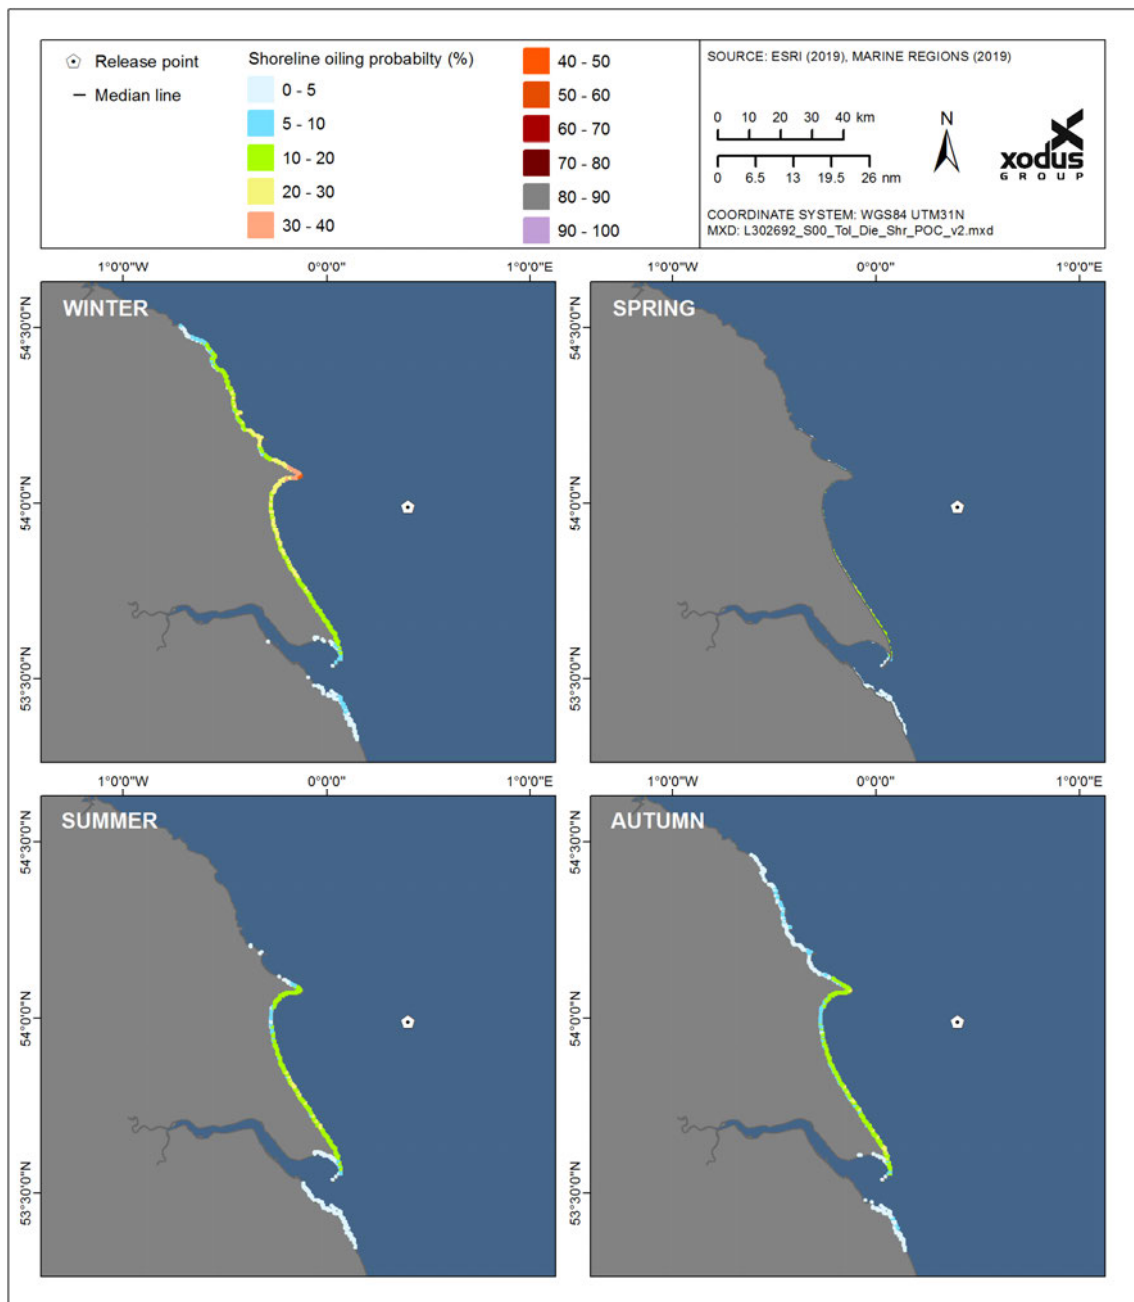 Release point
Median line
Shoreline oiling probabilty (%)
0 - 5
5 - 10
10 - 20
20 - 30
30 - 40
40 - 50
50 - 60
60 - 70
70 - 80
80 - 90
90 - 100
SOURCE: ESRI (2019), MARINE REGIONS (2019)
0 10 20 30 40 km
0 6.5 13 19.5 26 nm
N
xodus
GROUP
COORDINATE SYSTEM: WGS84 UTM31N
MXD: L302692_S00_Tol_Die_Shr_POC_v2.mxd
1°0'0"W 0°0'0" 1°0'0"E
WINTER
54°30'0"N
54°0'0"N
53°30'0"N
1°0'0"W 0°0'0" 1°0'0"E
SPRING
54°30'0"N
54°0'0"N
53°30'0"N
1°0'0"W 0°0'0" 1°0'0"E
SUMMER
54°30'0"N
54°0'0"N
53°30'0"N
1°0'0"W 0°0'0" 1°0'0"E
AUTUMN
54°30'0"N
54°0'0"N
53°30'0"N